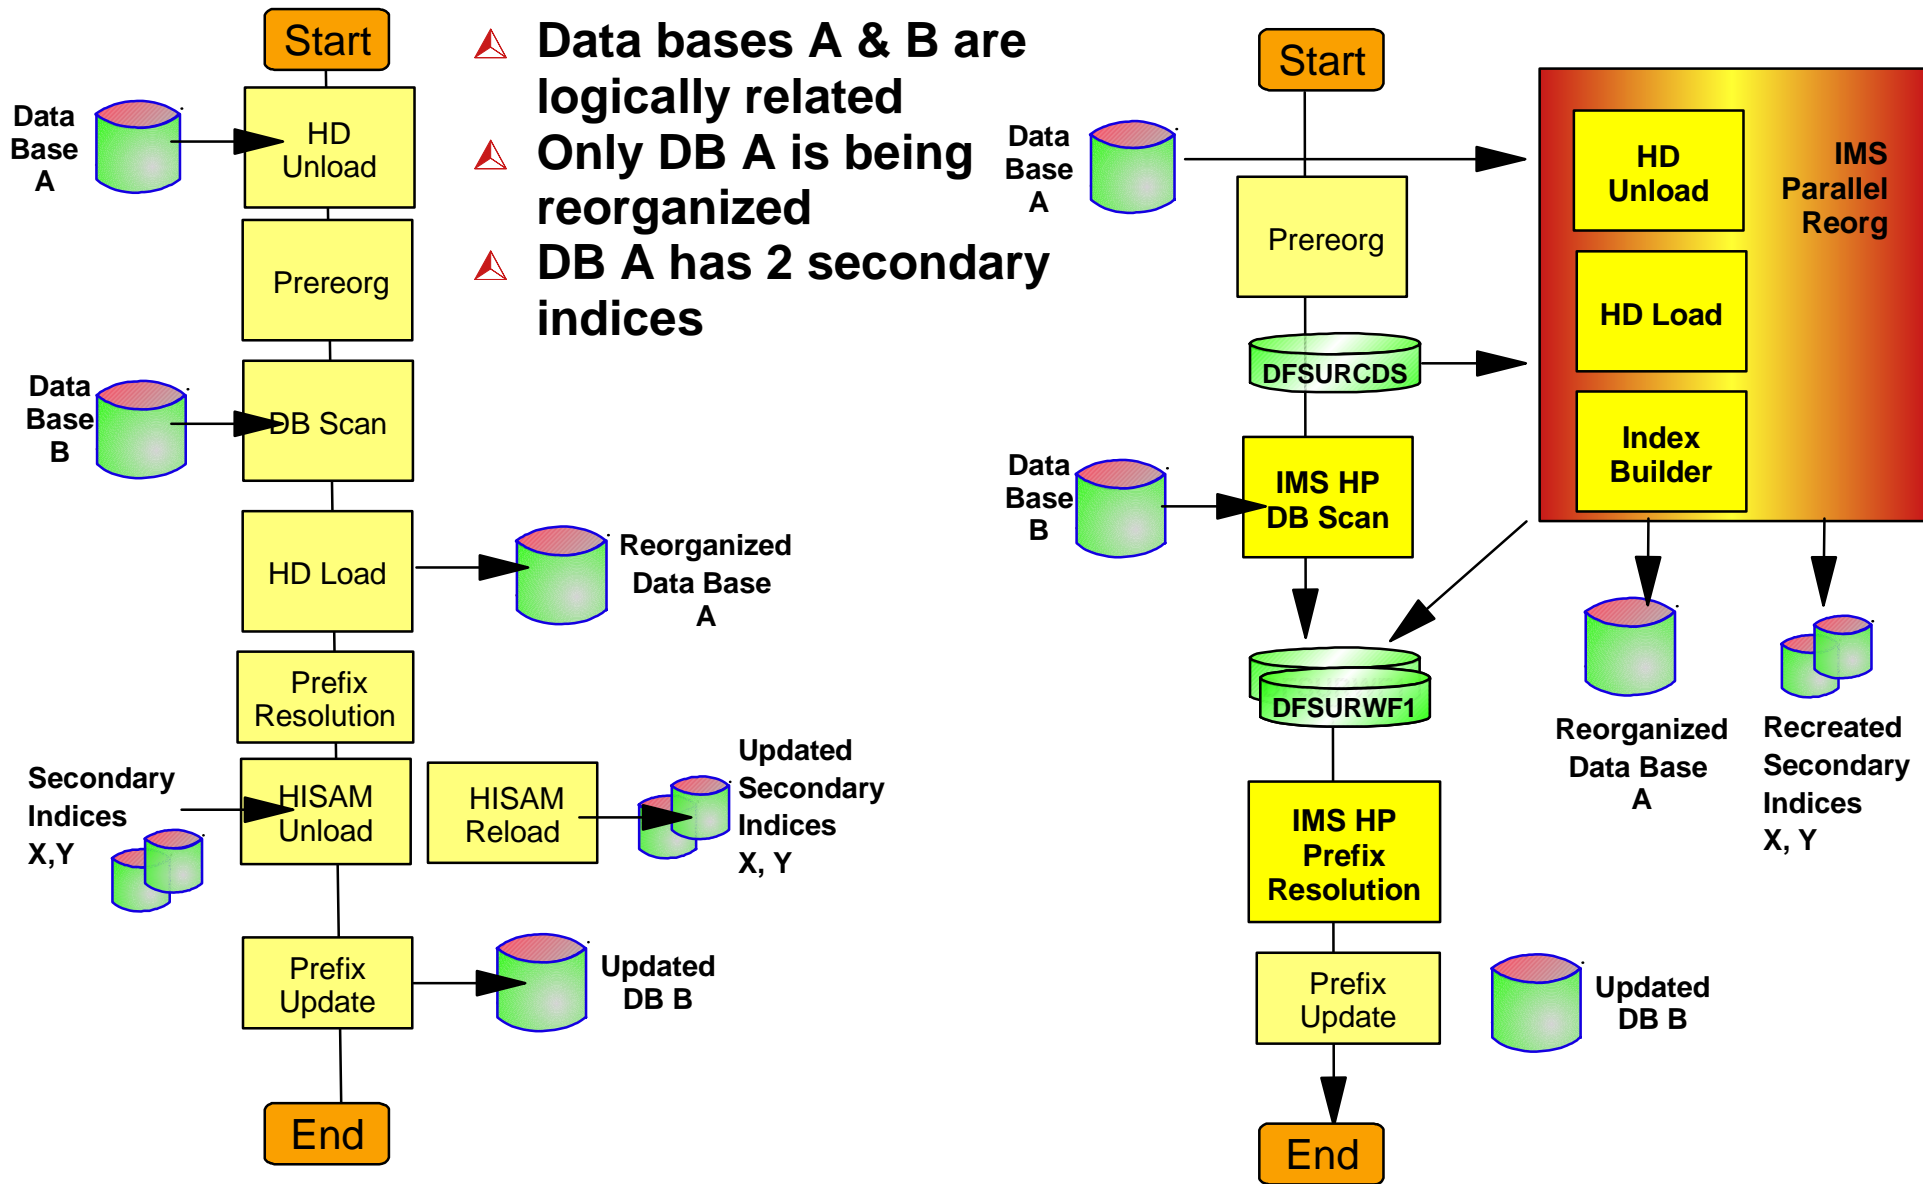 Start
Data
Base
A
HD
Unload
Prereorg
Data
Base
B
DB Scan
HD Load
Reorganized
Data Base
A
Prefix
Resolution
Secondary
Indices
X,Y
HISAM
Unload
HISAM
Reload
Updated
Secondary
Indices
X, Y
Prefix
Update
Updated
DB B
End
Data bases A & B are
logically related
Only DB A is being
reorganized
DB A has 2 secondary
indices
Start
Data
Base
A
Prereorg
DFSURCDS
Data
Base
B
IMS HP
DB Scan
DFSURWF1
IMS HP
Prefix
Resolution
Prefix
Update
Updated
DB B
End
HD
Unload
IMS
Parallel
Reorg
HD Load
Index
Builder
Reorganized
Data Base
A
Recreated
Secondary
Indices
X, Y